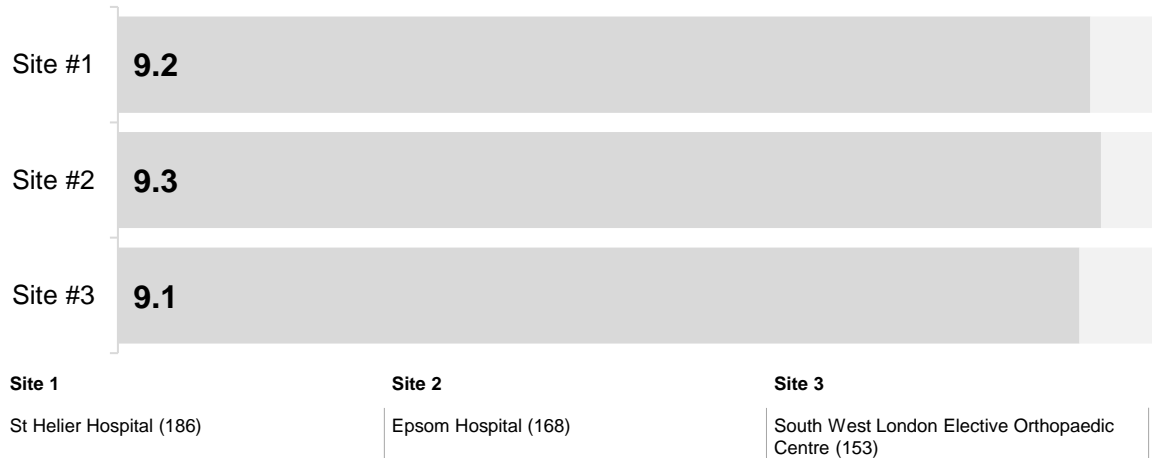 Site #1 9.2
Site #2 9.3
Site #3 9.1
Site 1 Site 2 Site 3
St Helier Hospital (186) Epsom Hospital (168) South West London Elective Orthopaedic
Centre (153)